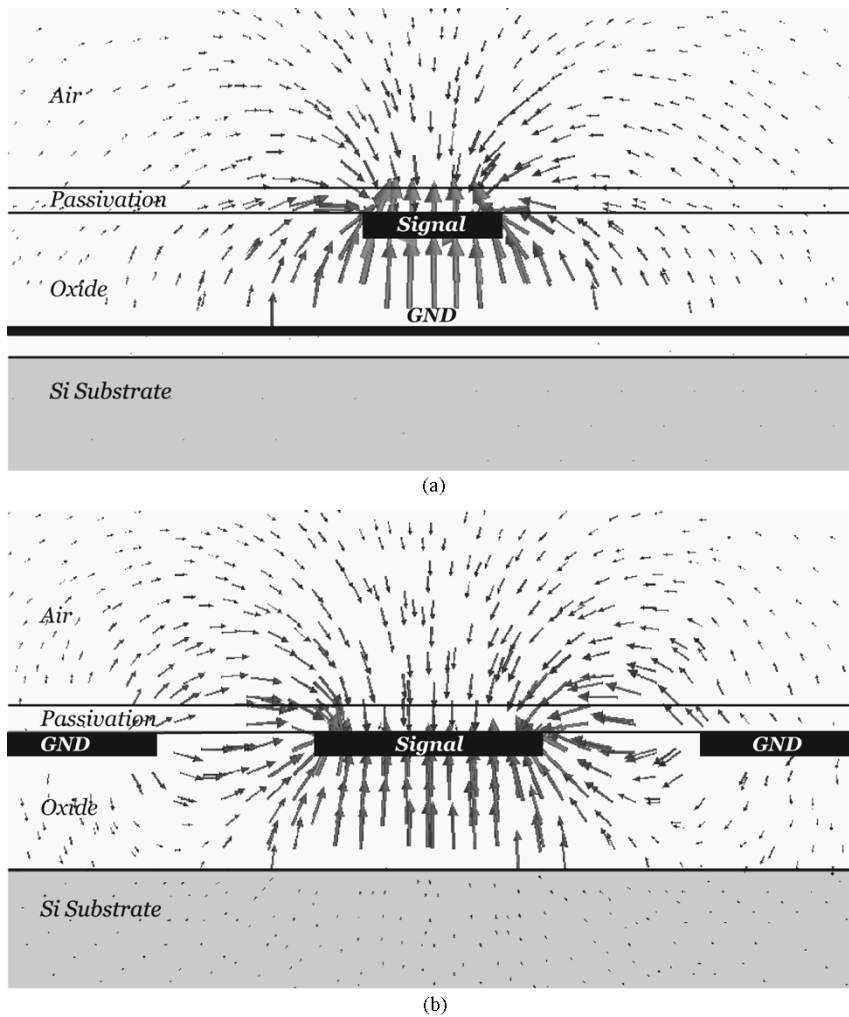 Air
Passivation
Signal
Oxide
GND
Si Substrate
(a)
Air
Passivation
GND
Signal
GND
Oxide
Si Substrate
(b)